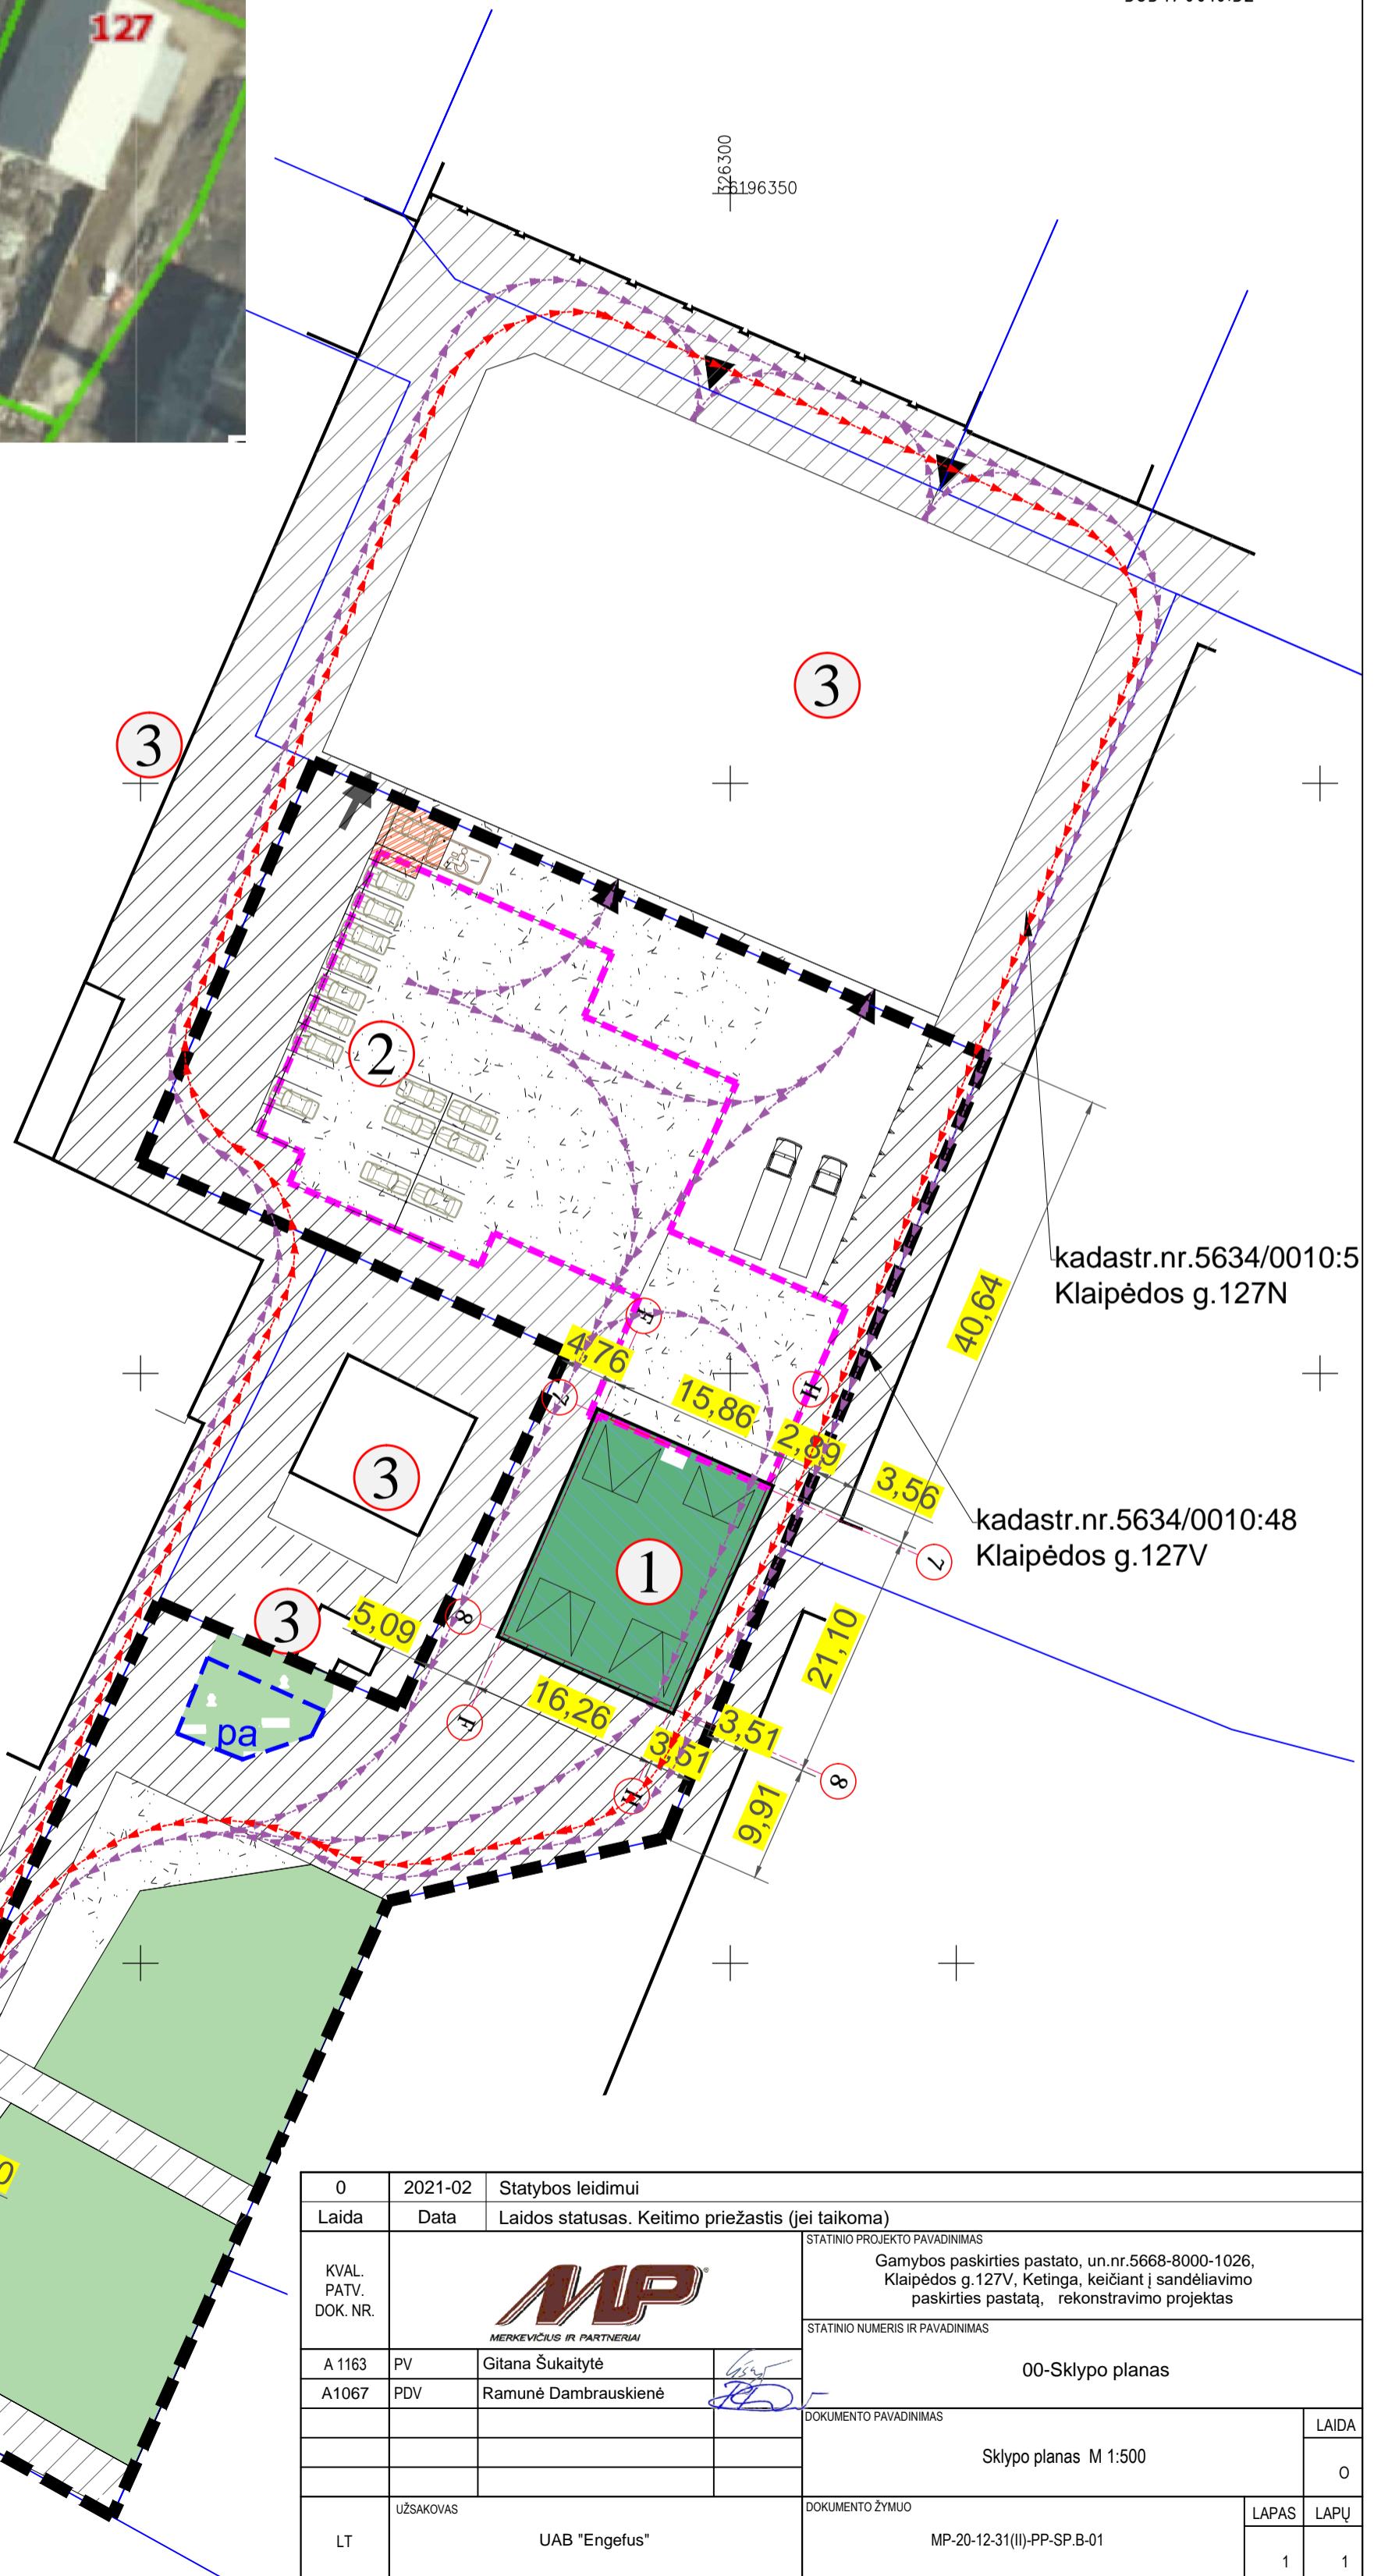 127
326300
6196350
3
3
2
kadastr.nr.5634/0010:5
Klaipėdos g.127N
40,64
F
4,76
7
15,86
H
2,89
3,56
kadastr.nr.5634/0010:48
Klaipėdos g.127V
7
3
1
3
5,09
8
21,10
pa
F
16,26
3,51
3,51
H
8
9,91
0
0 2021-02 Statybos leidimui
Laida Data Laidos statusas. Keitimo priežastis (jei taikoma)
KVAL.
PATV.
DOK. NR.
MP
MERKEVIČIUS IR PARTNERIAI
STATINIO PROJEKTO PAVADINIMAS
Gamybos paskirties pastato, un.nr.5668-8000-1026,
Klaipėdos g.127V, Ketinga, keičiant į sandėliavimo
paskirties pastatą, rekonstravimo projektas
STATINIO NUMERIS IR PAVADINIMAS
00-Sklypo planas
A 1163 PV Gitana Šukaitytė
A1067 PDV Ramunė Dambrauskienė
DOKUMENTO PAVADINIMAS
Sklypo planas M 1:500
LAIDA
O
LT
UŽSAKOVAS
UAB "Engefus"
DOKUMENTO ŽYMUO
MP-20-12-31(II)-PP-SP.B-01
LAPAS LAPŲ
1 1